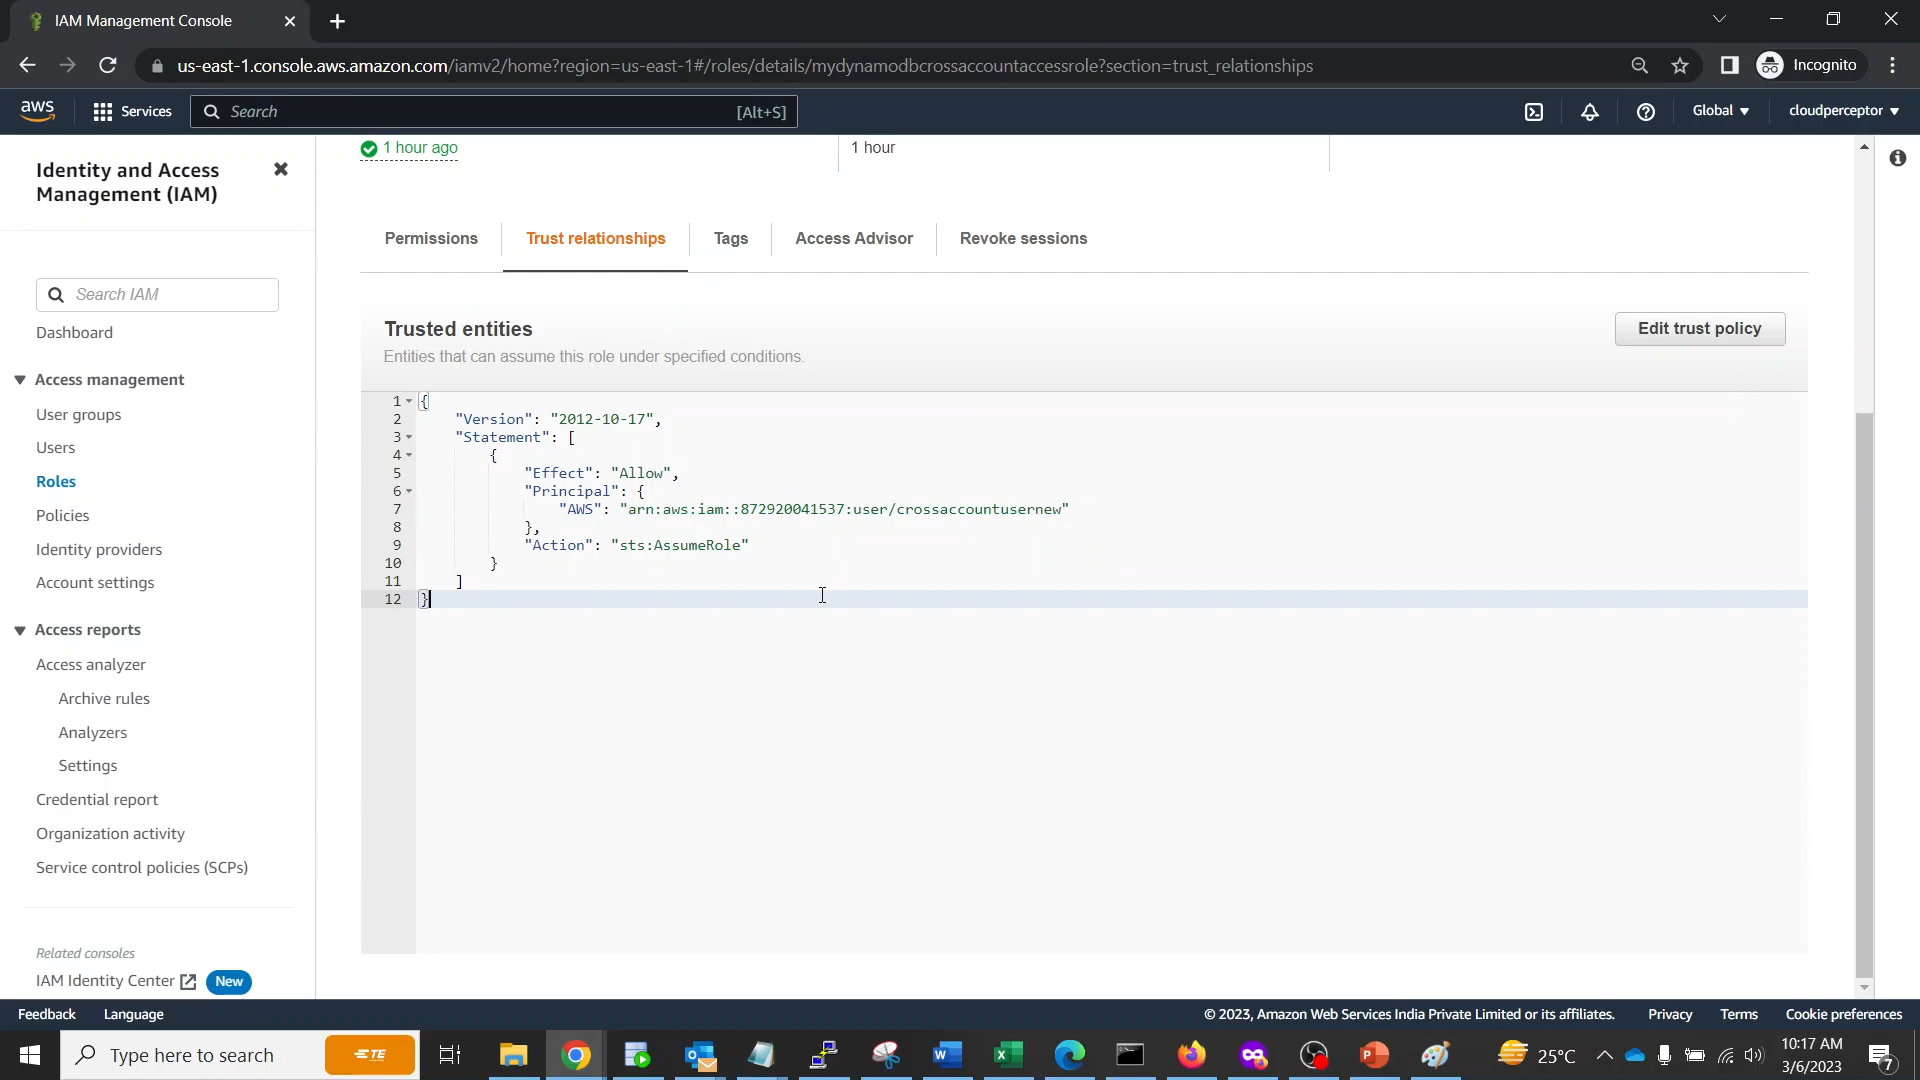 IAM Management Console
us-east-1.console.aws.amazon.com/iamv2/home?region=us-east-1#/roles/details/mydynamodbcrossaccountaccessrole?section=trust_relationships
Incognito
aws
Services
Search
[Alt+S]
Global
cloudperceptor
Identity and Access
Management (IAM)
Search IAM
Dashboard
Access management
User groups
Users
Roles
Policies
Identity providers
Account settings
Access reports
Access analyzer
Archive rules
Analyzers
Settings
Credential report
Organization activity
Service control policies (SCPs)
Related consoles
IAM Identity Center
New
1 hour ago
1 hour
Permissions
Trust relationships
Tags
Access Advisor
Revoke sessions
Trusted entities
Entities that can assume this role under specified conditions.
Edit trust policy
1 {
2 "Version": "2012-10-17",
3 "Statement": [
4 {
5 "Effect": "Allow",
6 "Principal": {
7 "AWS": "arn:aws:iam::872920041537:user/crossaccountusernew"
8 },
9 "Action": "sts:AssumeRole"
10 }
11 ]
12 }
Feedback
Language
© 2023, Amazon Web Services India Private Limited or its affiliates.
Privacy
Terms
Cookie preferences
Type here to search
TE
25°C
10:17 AM
3/6/2023
7